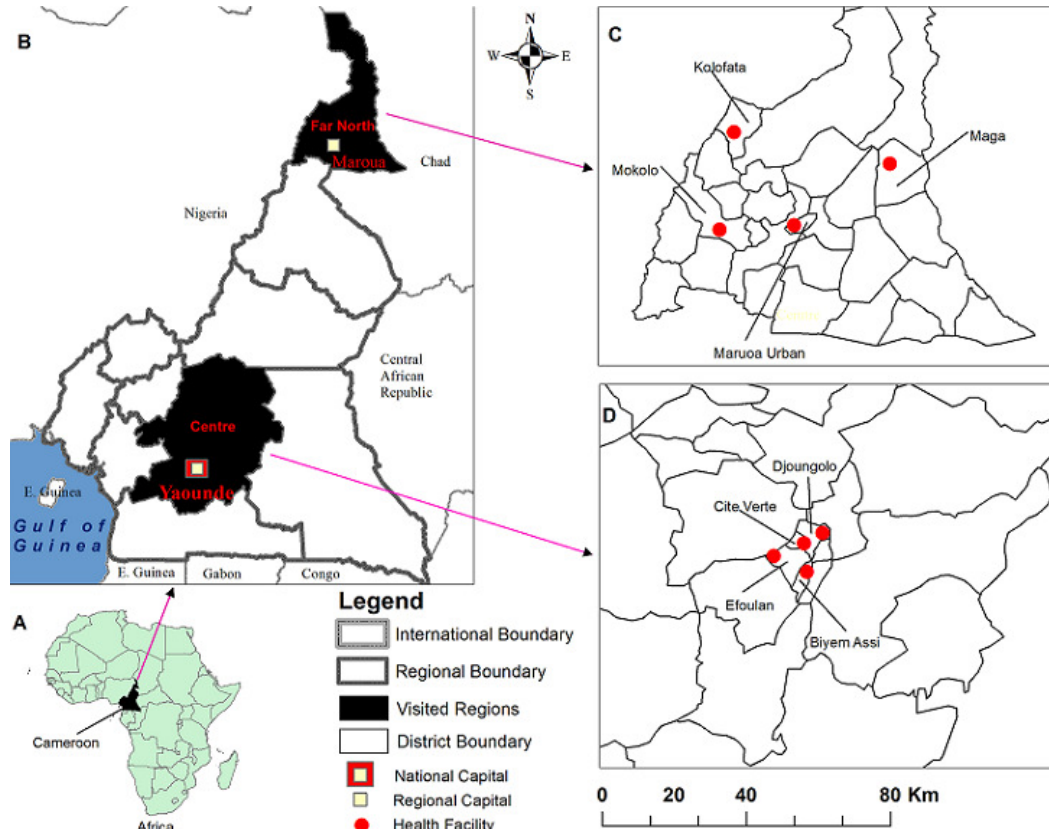 B
N
W E
S
Far North
Maroua
Chad
Nigeria
Central
African
Republic
Centre
Yaounde
E. Guinea
Gulf of
Guinea
E. Guinea
Gabon
Congo
C
Kolofata
Maga
Mokolo
Maruoa Urban
D
Djoungolo
Cite Verte
Efoulan
Biyem Assi
0 20 40 80 Km
A
Cameroon
Africa
Legend
International Boundary
Regional Boundary
Visited Regions
District Boundary
National Capital
Regional Capital
Health Facility